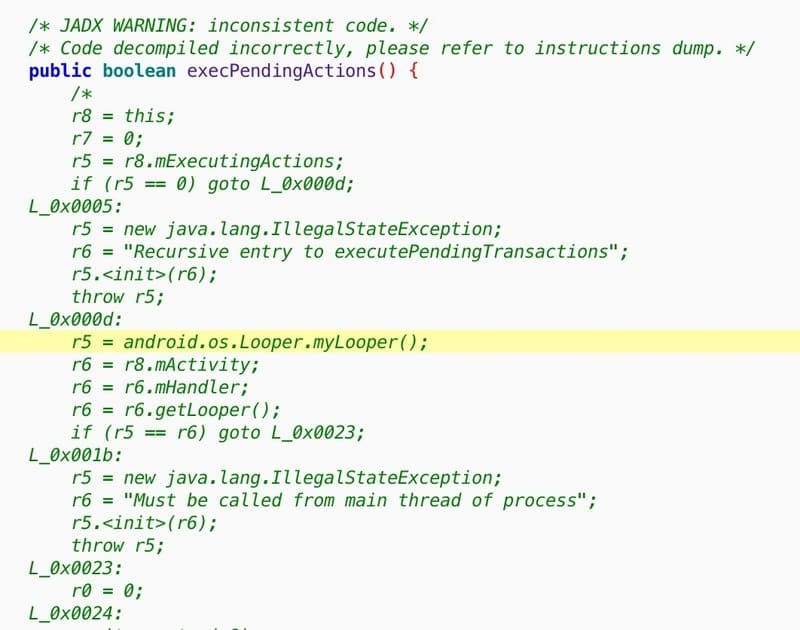 /* JADX WARNING: inconsistent code. */
/* Code decompiled incorrectly, please refer to instructions dump. */
public boolean execPendingActions() {
/*
r8 = this;
r7 = 0;
r5 = r8.mExecutingActions;
if (r5 == 0) goto L_0x000d;
L_0x0005:
r5 = new java.lang.IllegalStateException;
r6 = "Recursive entry to executePendingTransactions";
r5.<init>(r6);
throw r5;
L_0x000d:
r5 = android.os.Looper.myLooper();
r6 = r8.mActivity;
r6 = r6.mHandler;
r6 = r6.getLooper();
if (r5 == r6) goto L_0x0023;
L_0x001b:
r5 = new java.lang.IllegalStateException;
r6 = "Must be called from main thread of process";
r5.<init>(r6);
throw r5;
L_0x0023:
r0 = 0;
L_0x0024: